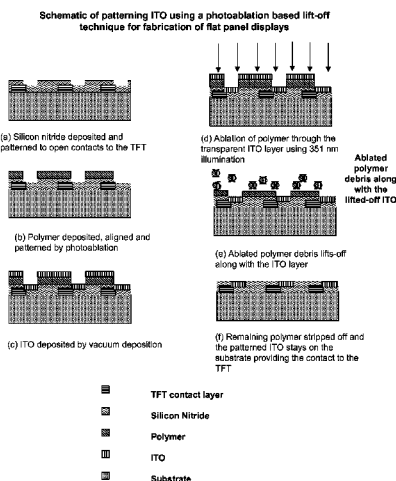 Schematic of patterning ITO using a photoablation based lift-off
technique for fabrication of flat panel displays
(a) Silicon nitride deposited and
patterned to open contacts to the TFT
(b) Polymer deposited, aligned and
patterned by photoablation
(c) ITO deposited by vacuum deposition
(d) Ablation of polymer through the
transparent ITO layer using 351 nm
illumination
Ablated
polymer
debris along
with the
lifted-off ITO
(e) Ablated polymer debris lifts-off
along with the ITO layer
(f) Remaining polymer stripped off and
the patterned ITO stays on the
substrate providing the contact to the
TFT
TFT contact layer
Silicon Nitride
Polymer
ITO
Substrate